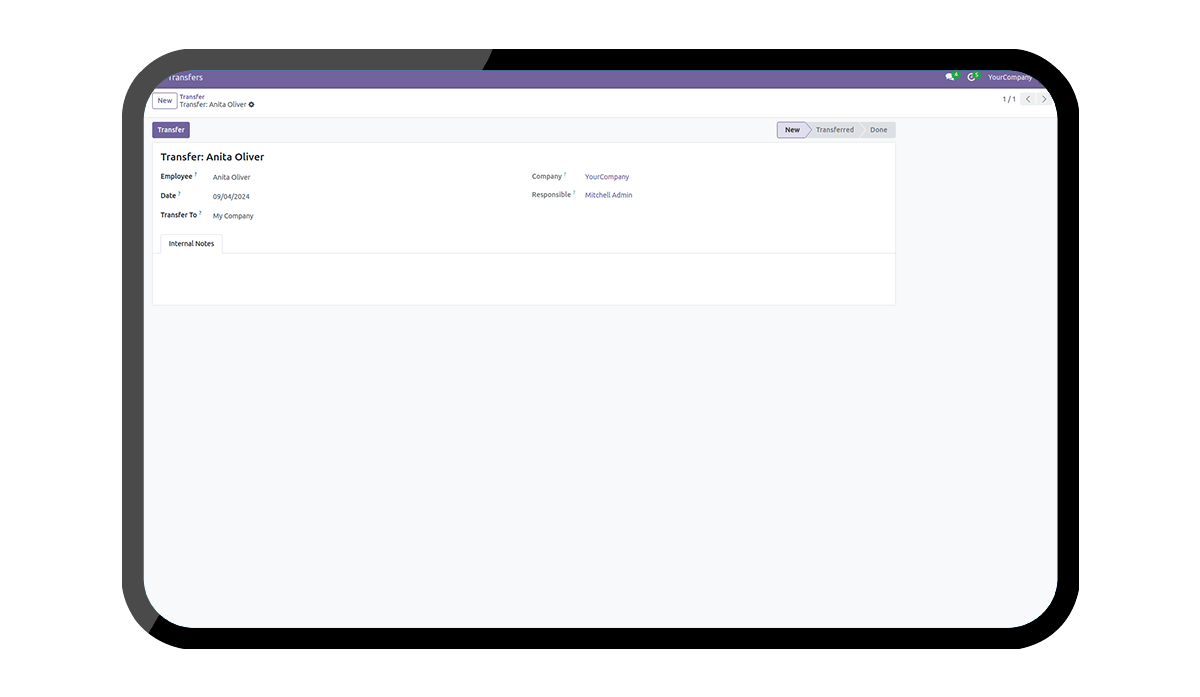 Transfers 4 5 YourCompany
New Transfer
Transfer: Anita Oliver
1 / 1
Transfer New Transferred Done
Transfer: Anita Oliver
Employee ? Anita Oliver Company ? YourCompany
Date ? 09/04/2024 Responsible ? Mitchell Admin
Transfer To ? My Company
Internal Notes